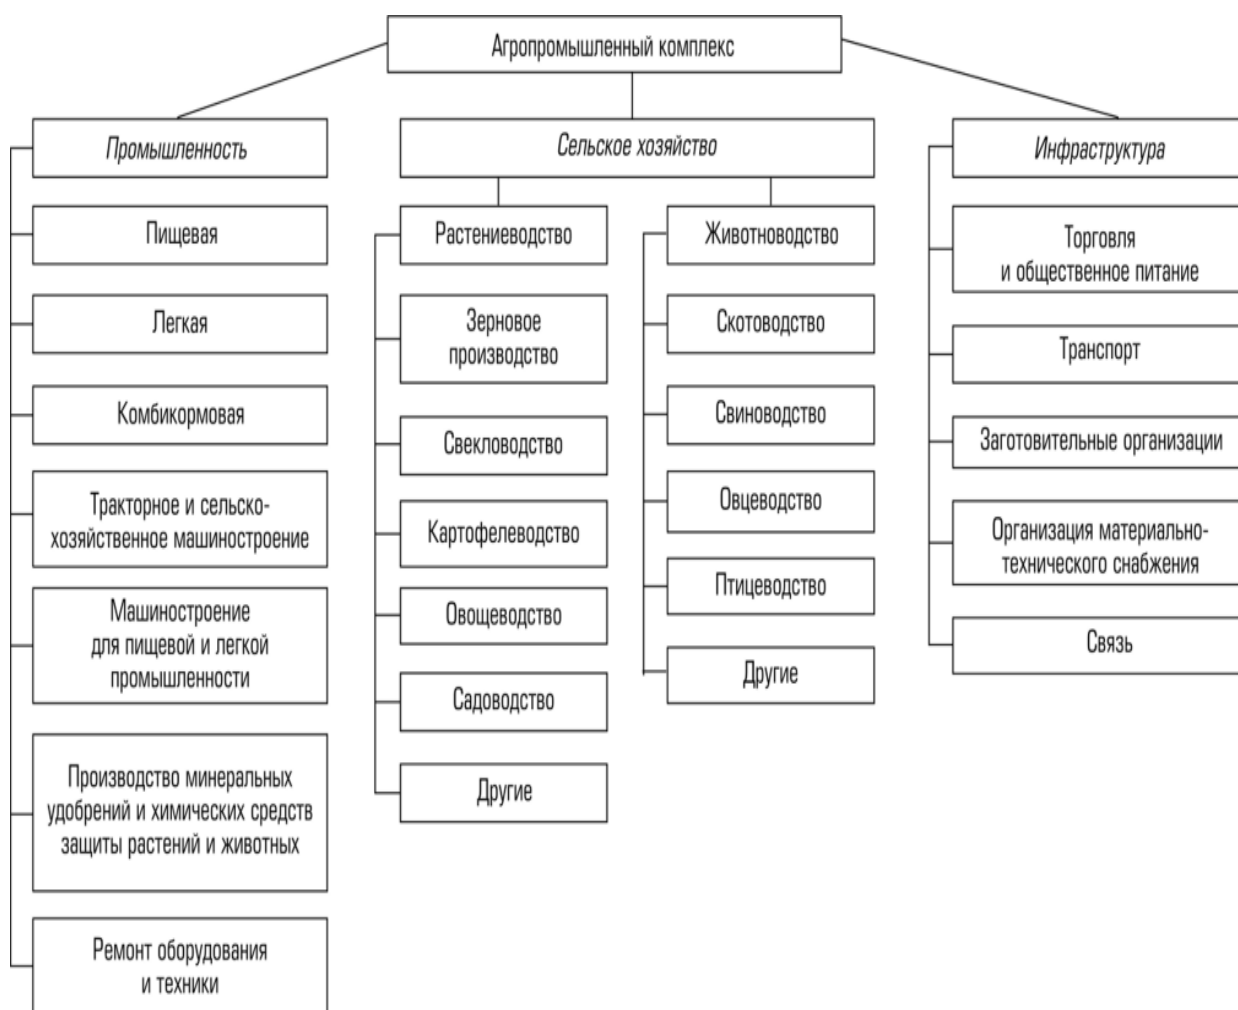 Агропромышленный комплекс
Промышленность
Пищевая
Легкая
Комбикормовая
Тракторное и сельско-
хозяйственное машиностроение
Машиностроение
для пищевой и легкой
промышленности
Производство минеральных
удобрений и химических средств
защиты растений и животных
Ремонт оборудования
и техники
Сельское хозяйство
Растениеводство
Зерновое
производство
Свекловодство
Картофелеводство
Овощеводство
Садоводство
Другие
Животноводство
Скотоводство
Свиноводство
Овцеводство
Птицеводство
Другие
Инфраструктура
Торговля
и общественное питание
Транспорт
Заготовительные организации
Организация материально-
технического снабжения
Связь